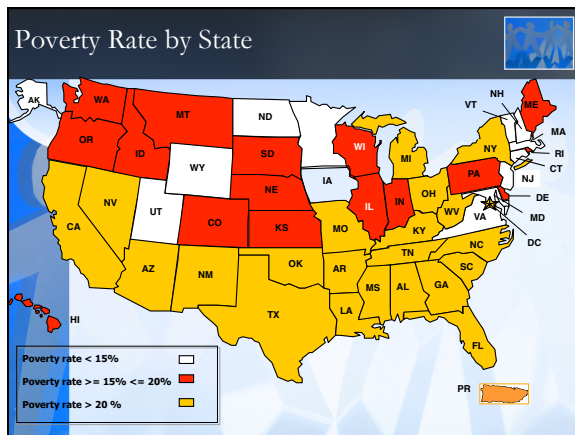 Poverty Rate by State
AK
WA
MT
ND
OR
ID
WY
SD
WI
MI
NY
VT
NH
ME
MA
RI
CT
NJ
PA
DE
MD
DC
NE
IA
IL
IN
OH
WV
VA
NV
UT
CO
KS
MO
KY
CA
AZ
NM
OK
AR
TN
NC
SC
TX
LA
MS
AL
GA
FL
HI
PR
Poverty rate < 15%
Poverty rate >= 15% <= 20%
Poverty rate > 20 %